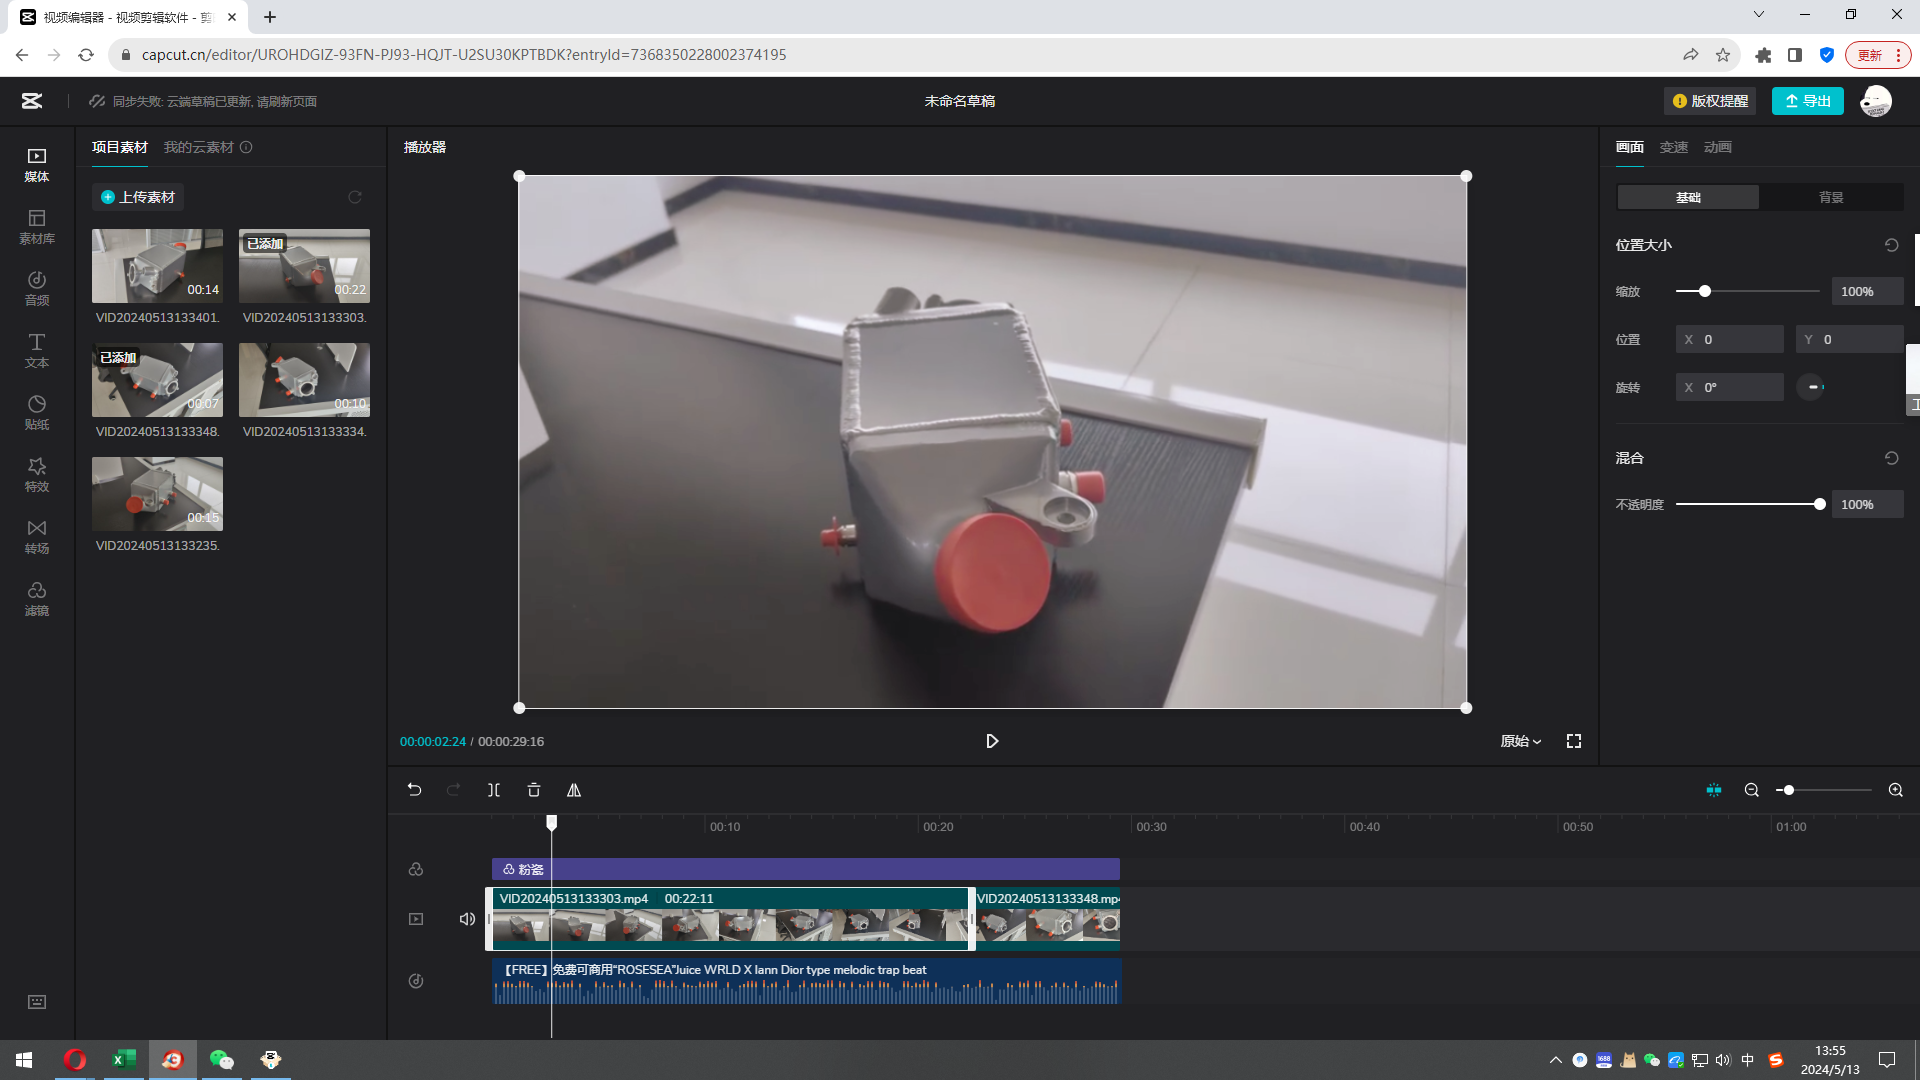 视频编辑器 - 视频剪辑软件 - 剪
capcut.cn/editor/UROHDGIZ-93FN-PJ93-HQJT-U2SU30KPTBDK?entryId=7368350228002374195
更新
同步失败: 云端草稿已更新, 请刷新页面
未命名草稿
版权提醒
导出
媒体
素材库
音频
文本
贴纸
特效
转场
滤镜
项目素材
我的云素材
上传素材
00:14
VID20240513133401.
已添加
00:22
VID20240513133303.
已添加
00:07
VID20240513133348.
00:10
VID20240513133334.
00:15
VID20240513133235.
播放器
00:00:02:24 / 00:00:29:16
原始
画面
变速
动画
基础
背景
位置大小
缩放
100%
位置
X 0
Y 0
旋转
X 0°
混合
不透明度
100%
00:10
00:20
00:30
00:40
00:50
01:00
粉瓷
VID20240513133303.mp4 00:22:11
VID20240513133348.mp4
【FREE】免费可商用“ROSESEA”Juice WRLD X Iann Dior type melodic trap beat
1688
中
13:55
2024/5/13